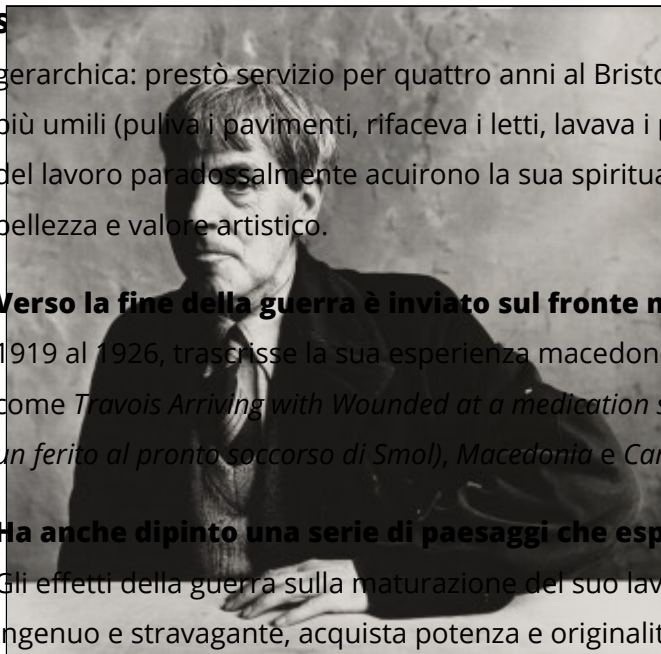 s
gerarchica: prestò servizio per quattro anni al Bristo
più umili (puliva i pavimenti, rifaceva i letti, lavava i p
del lavoro paradossalmente acuirono la sua spiritua
bellezza e valore artistico.
Verso la fine della guerra è inviato sul fronte m
1919 al 1926, trascrisse la sua esperienza macedon
come Travois Arriving with Wounded at a medication s
un ferito al pronto soccorso di Smol), Macedonia e Can
Ha anche dipinto una serie di paesaggi che esp
Gli effetti della guerra sulla maturazione del suo lav
ingenuo e stravagante, acquista potenza e originalit